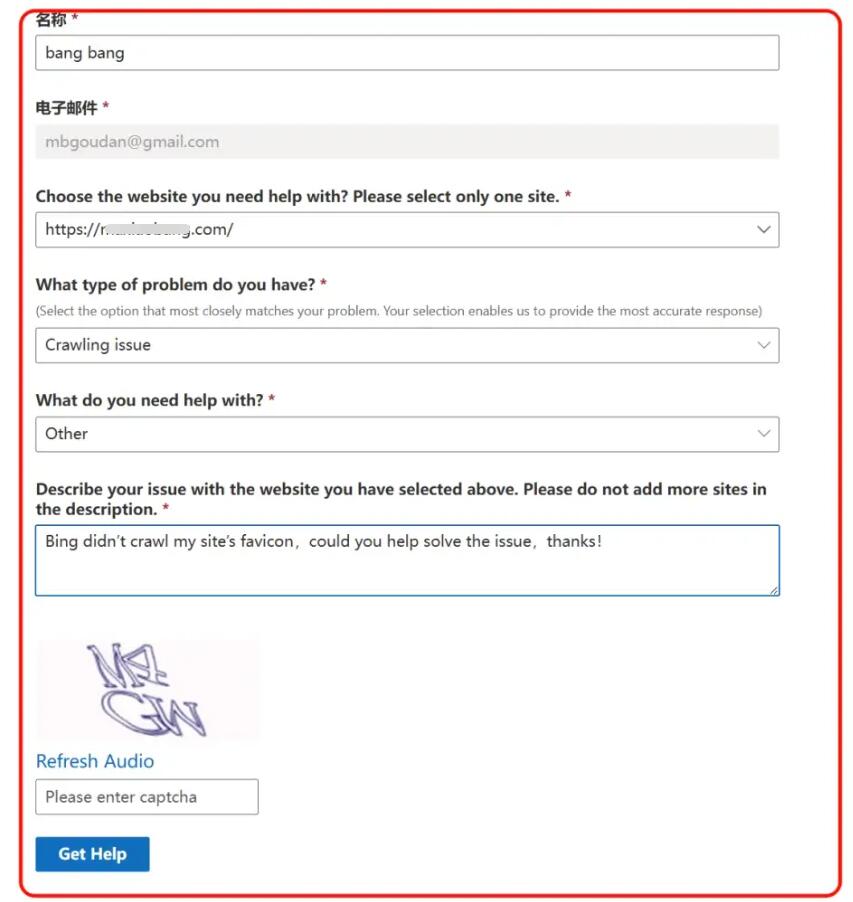 名称 *
bang bang
电子邮件 *
mbgoudan@gmail.com
Choose the website you need help with? Please select only one site. *
What type of problem do you have? *
(Select the option that most closely matches your problem. Your selection enables us to provide the most accurate response)
Crawling issue
What do you need help with? *
Other
Describe your issue with the website you have selected above. Please do not add more sites in
the description. *
Bing didn't crawl my site's favicon，could you help solve the issue，thanks!
M4
GW
Refresh Audio
Please enter captcha
Get Help